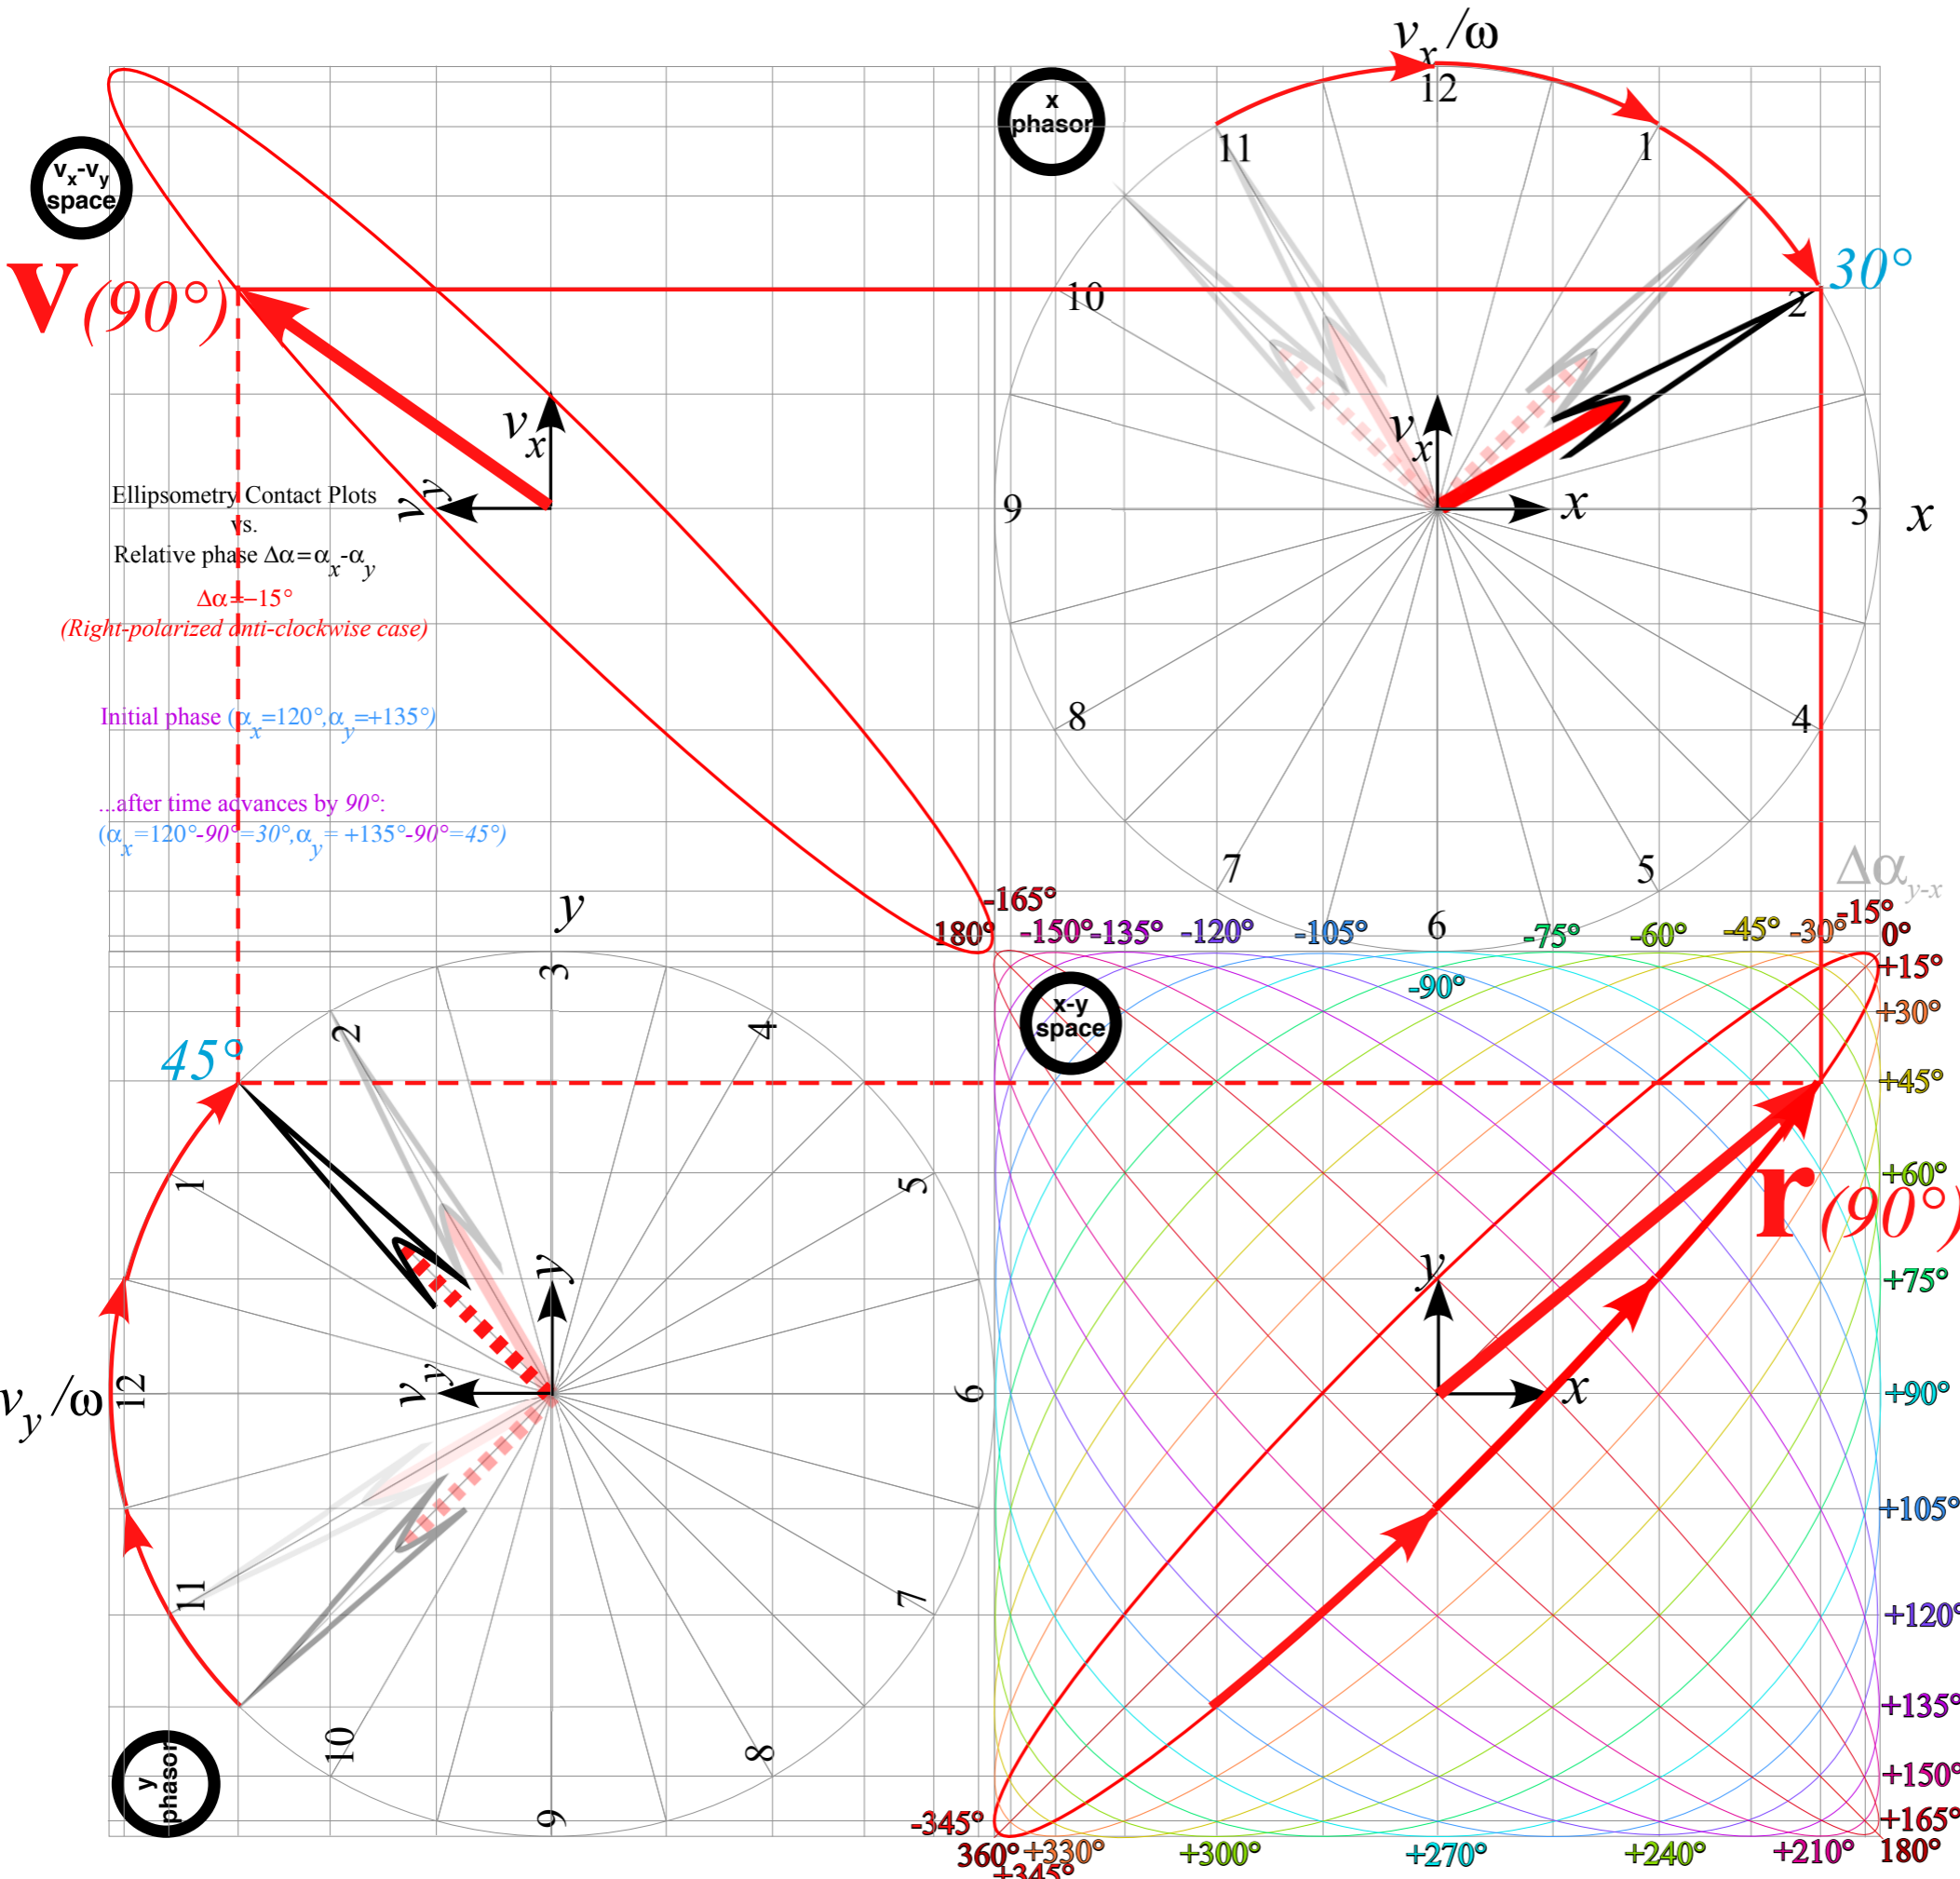 vx/ω
x
phasor
12
11
1
10
2
30°
9
3
x
8
4
7
5
6
vx
x
vx-vy
space
v(90°)
vx
vy
Ellipsometry Contact Plots
vs.
Relative phase Δα=αx-αy
Δα=–15°
(Right-polarized anti-clockwise case)
Initial phase (αx=120°,αy=+135°)
...after time advances by 90°:
(αx=120°-90°=30°,αy= +135°-90°=45°)
Δαy-x
y
3
2
4
45°
1
5
vy/ω
12
6
11
7
10
8
9
y
vy
y
phasor
-165°
180°
-150°
-135°
-120°
-105°
-90°
-75°
-60°
-45°
-30°
-15°
0°
x-y
space
+15°
+30°
+45°
+60°
r(90°)
+75°
y
x
+90°
+105°
+120°
+135°
+150°
+165°
180°
-345°
360°
+345°
+330°
+300°
+270°
+240°
+210°